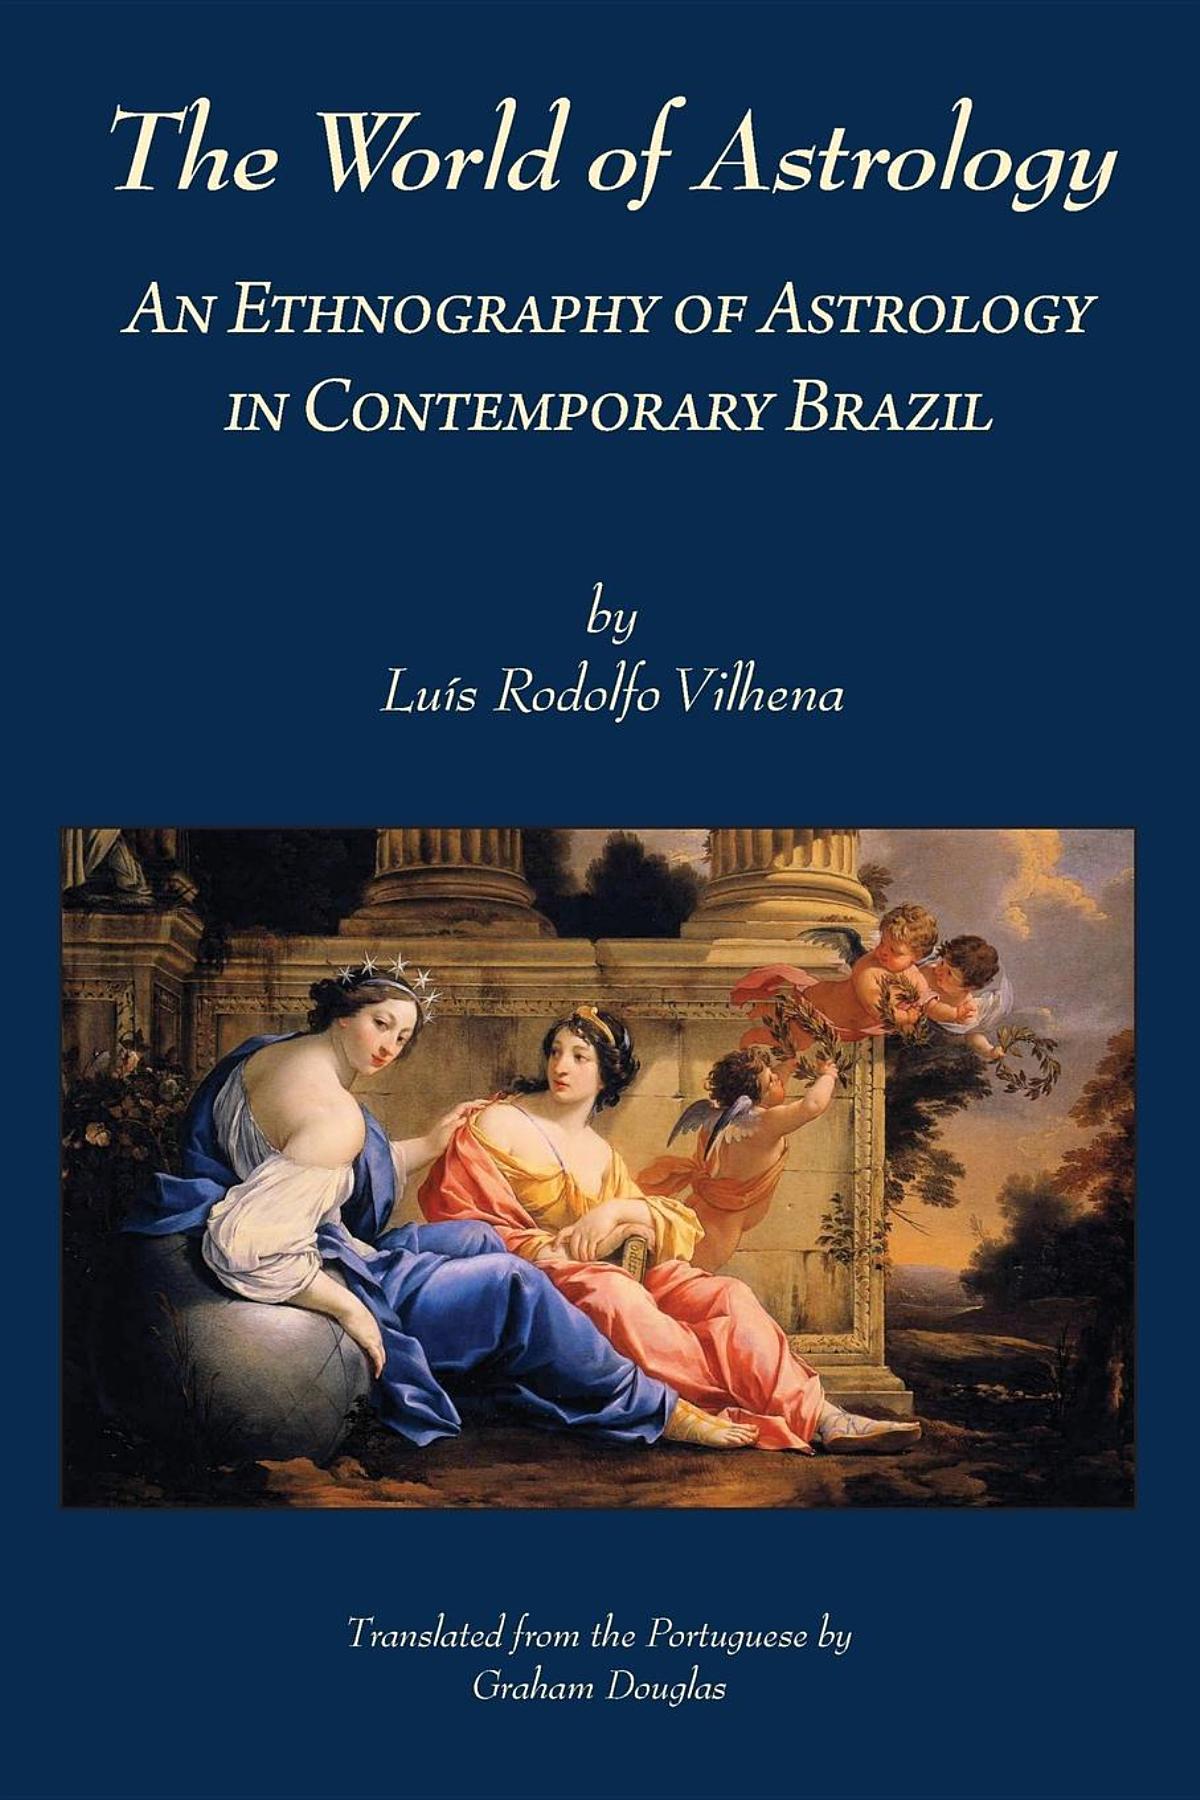 The World of Astrology
An Ethnography of Astrology
in Contemporary Brazil
by
Luís Rodolfo Vilhena
Translated from the Portuguese by
Graham Douglas